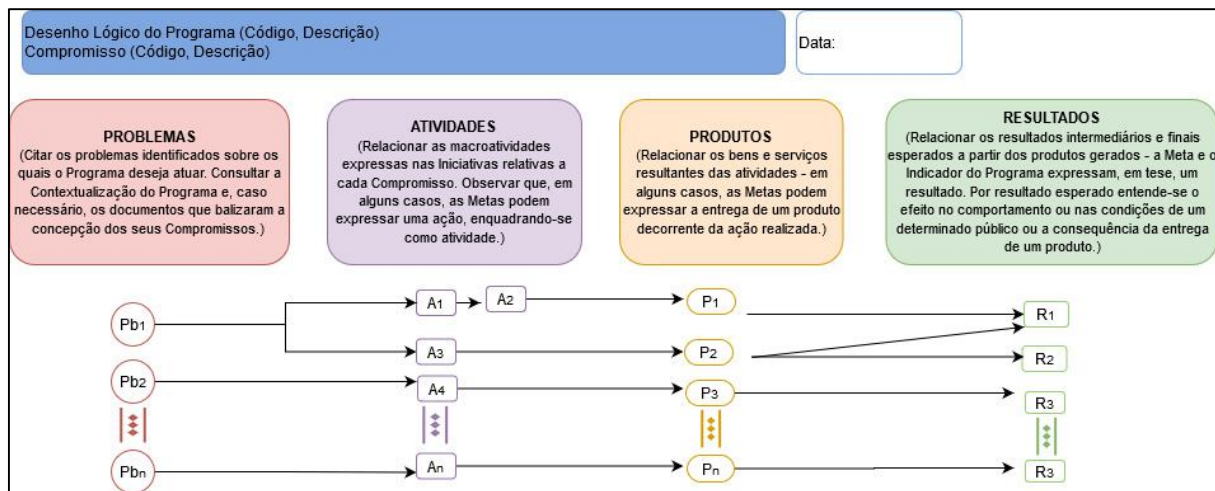 Desenho Lógico do Programa (Código, Descrição)
Compromisso (Código, Descrição)
Data:
PROBLEMAS
(Citar os problemas identificados sobre os
quais o Programa deseja atuar. Consultar a
Contextualização do Programa e, caso
necessário, os documentos que balizaram a
concepção dos seus Compromissos.)
ATIVIDADES
(Relacionar as macroatividades
expressas nas Iniciativas relativas a
cada Compromisso. Observar que, em
alguns casos, as Metas podem
expressar uma ação, enquadrando-se
como atividade.)
PRODUTOS
(Relacionar os bens e serviços
resultantes das atividades - em
alguns casos, as Metas podem
expressar a entrega de um produto
decorrente da ação realizada.)
RESULTADOS
(Relacionar os resultados intermediários e finais
esperados a partir dos produtos gerados - a Meta e o
Indicador do Programa expressam, em tese, um
resultado. Por resultado esperado entende-se o
efeito no comportamento ou nas condições de um
determinado público ou a consequência da entrega
de um produto.)
Pb1
A1
A2
P1
R1
A3
P2
R2
Pb2
A4
P3
R3
Pbn
An
Pn
R3